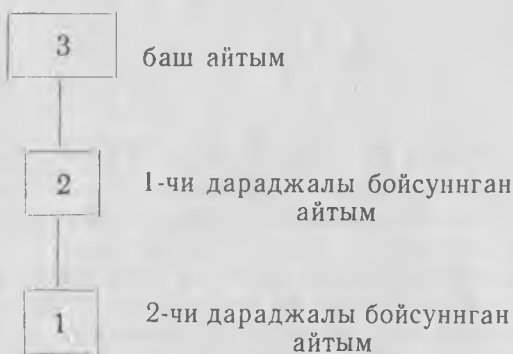 3
баш айтым
2
1-чи дараджалы бойсуннган
айтым
1
2-чи дараджалы бойсуннган
айтым